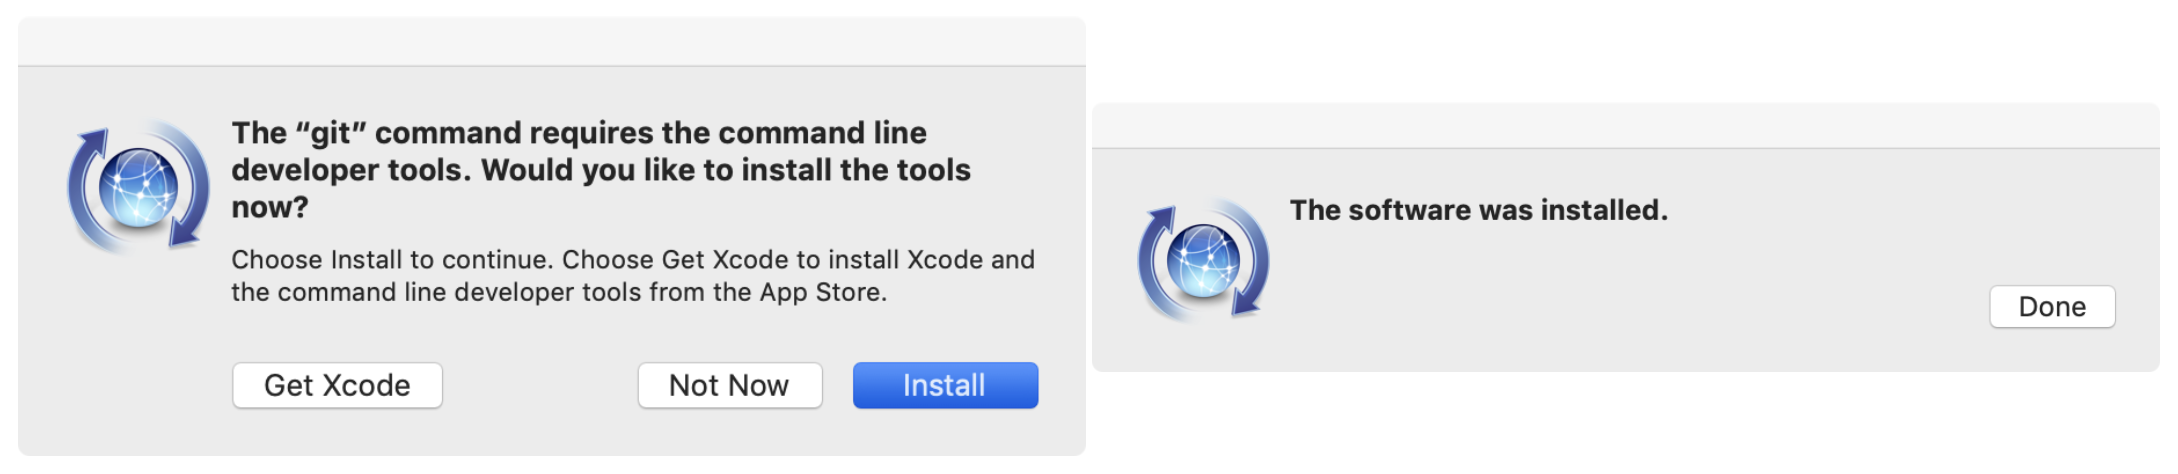 The “git” command requires the command line
developer tools. Would you like to install the tools
now?
Choose Install to continue. Choose Get Xcode to install Xcode and
the command line developer tools from the App Store.
Get Xcode
Not Now
Install
The software was installed.
Done